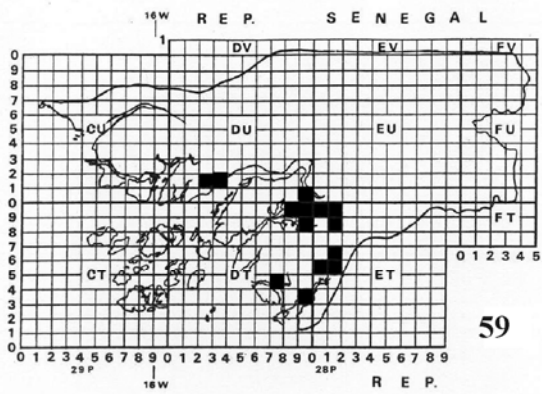 16 W R E P. S E N E G A L
1 DV EV FV
0
9
8
7
6
5 CU DU EU FU
4
3
2
1
0
9 FT
8
7
6 0 1 2 3 4 5
5 CT DT ET
4
3
2 59
1
0
0 1 2 3 4 5 6 7 8 9 0 1 2 3 4 5 6 7 8 9 0 1 2 3 4 5 6 7 8 9
29 P 28 P
16 W R E P.